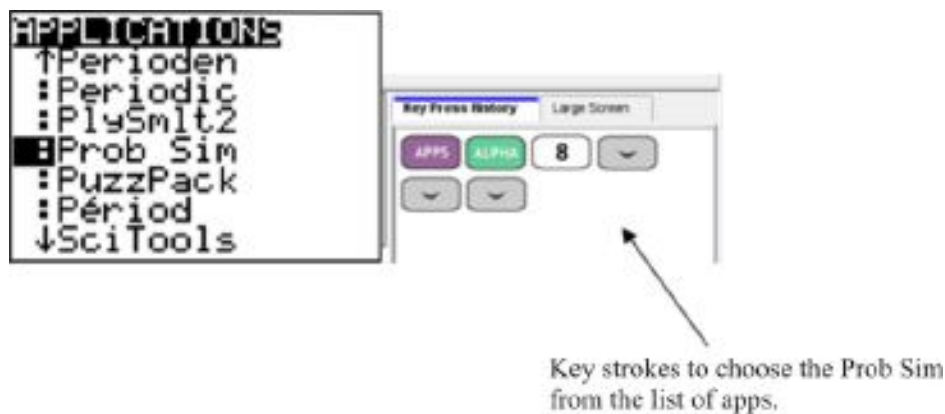 APPLICATIONS
↑Perioden
:Periodic
:PlySmlt2
:Prob Sim
:PuzzPack
:Périod
↓SciTools
Key Press History Large Screen
APPS ALPHA 8
Key strokes to choose the Prob Sim
from the list of apps.